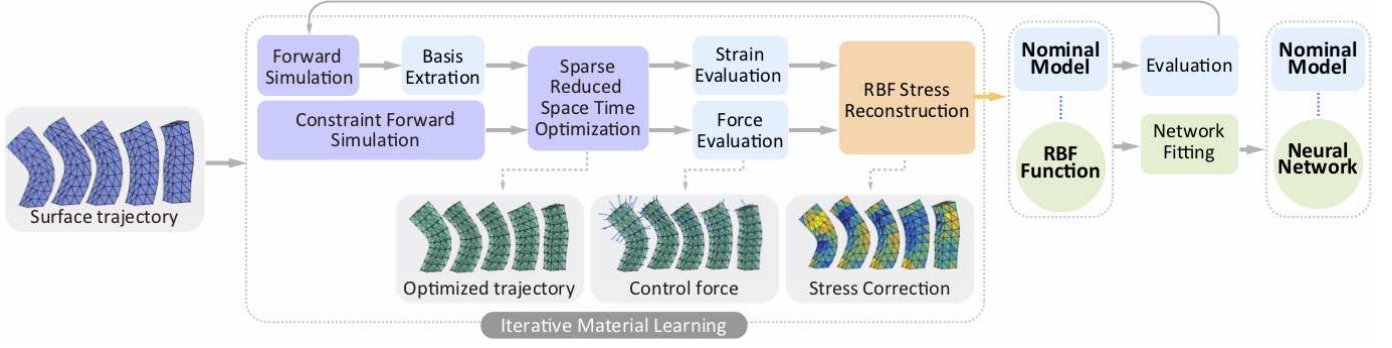 Forward
Simulation
Basis
Extration
Sparse
Reduced
Space Time
Optimization
Strain
Evaluation
RBF Stress
Reconstruction
Nominal
Model
Evaluation
Nominal
Model
Constraint Forward
Simulation
Force
Evaluation
RBF
Function
Network
Fitting
Neural
Network
Surface trajectory
Optimized trajectory
Control force
Stress Correction
Iterative Material Learning